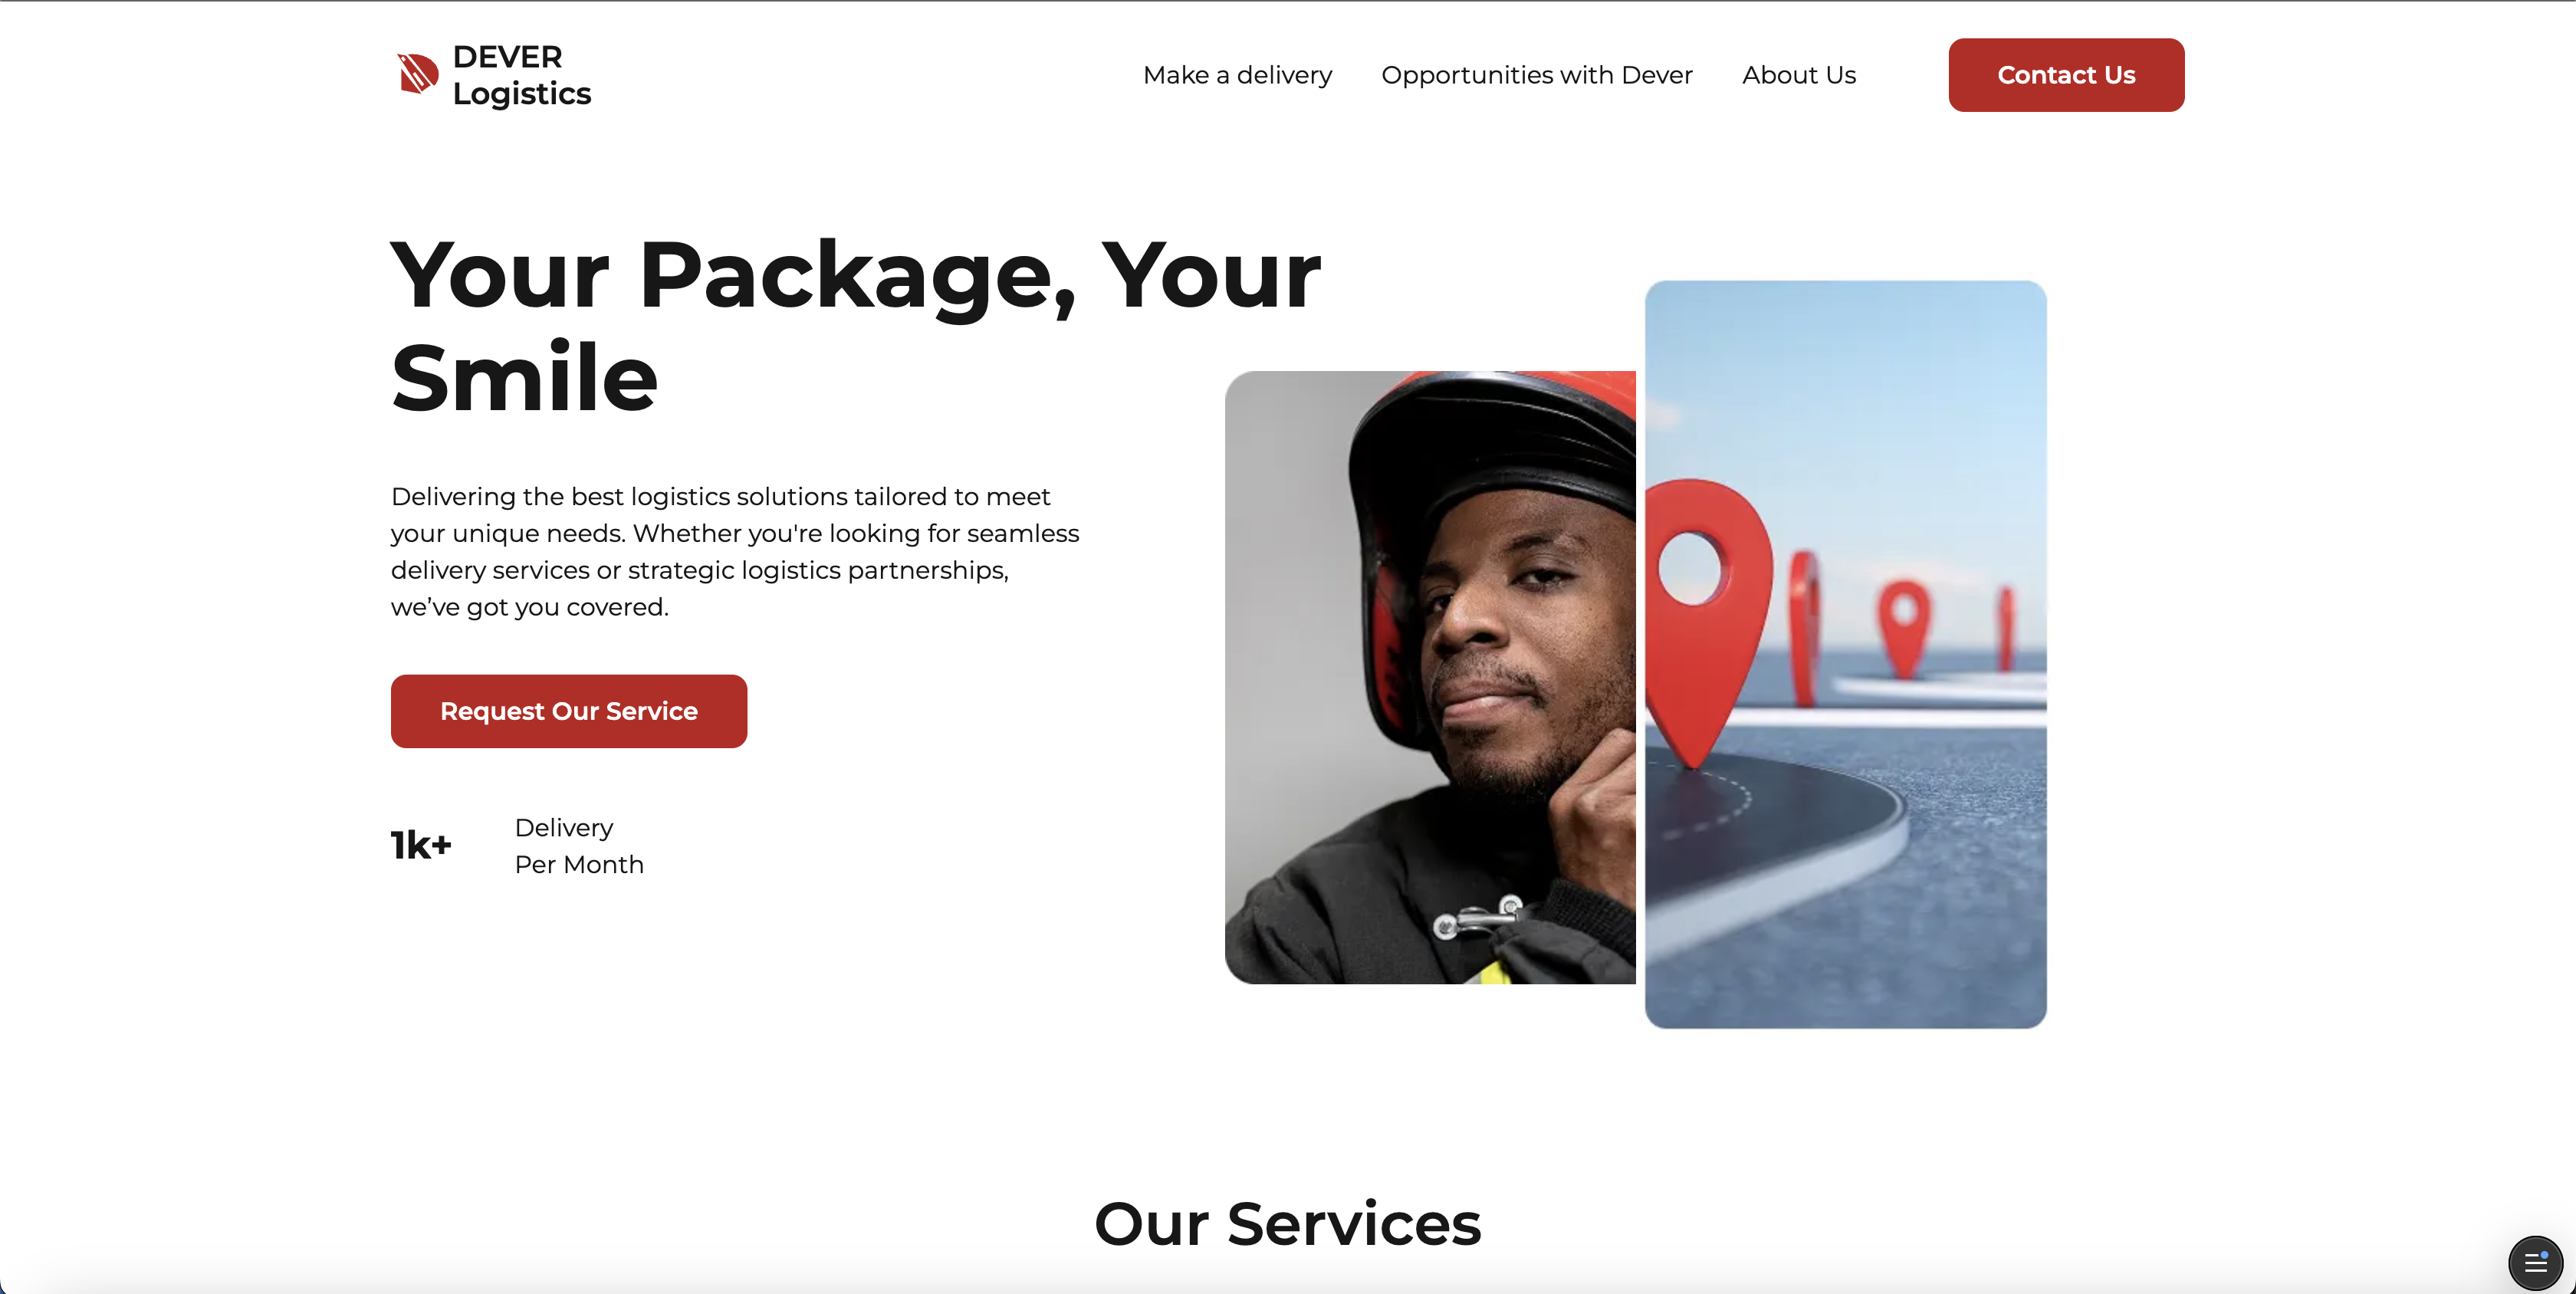 DEVER
Logistics
Make a delivery
Opportunities with Dever
About Us
Contact Us
Your Package, Your
Smile
Delivering the best logistics solutions tailored to meet
your unique needs. Whether you're looking for seamless
delivery services or strategic logistics partnerships,
we’ve got you covered.
Request Our Service
1k+
Delivery
Per Month
Our Services